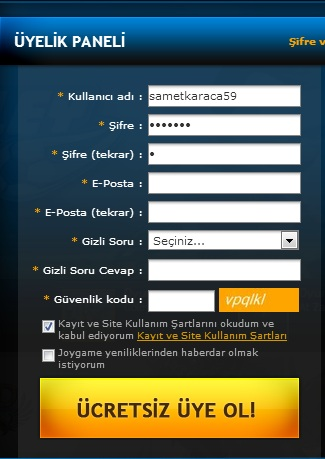 ÜYELİK PANELİ
Şifre v
* Kullanıcı adı : sametkaraca59
* Şifre : •••••••
* Şifre (tekrar) : •
* E-Posta :
* E-Posta (tekrar) :
* Gizli Soru : Seçiniz...
* Gizli Soru Cevap :
* Güvenlik kodu : vpqlkl
Kayıt ve Site Kullanım Şartlarını okudum ve
kabul ediyorum Kayıt ve Site Kullanım Şartları
Joygame yeniliklerinden haberdar olmak
istiyorum
ÜCRETSİZ ÜYE OL!